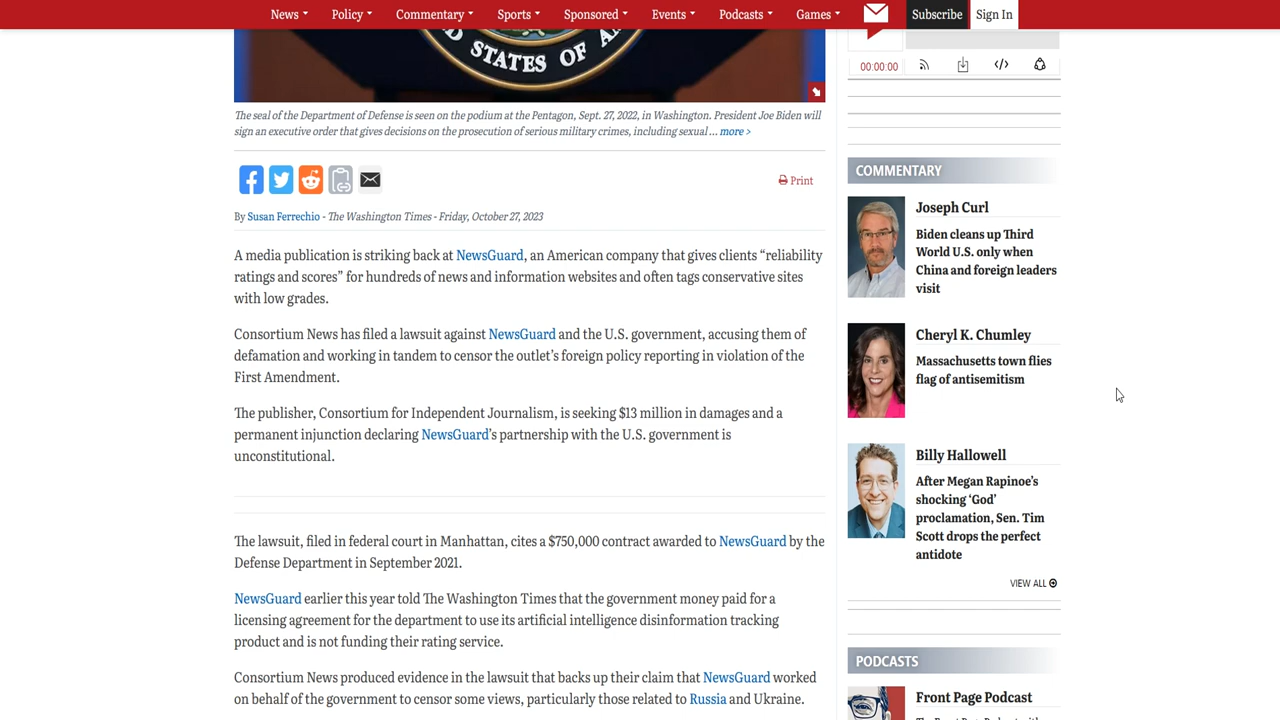 News Policy Commentary Sports Sponsored Events Podcasts Games Subscribe Sign In
STATES OF
The seal of the Department of Defense is seen on the podium at the Pentagon, Sept. 27, 2022, in Washington. President Joe Biden will
sign an executive order that gives decisions on the prosecution of serious military crimes, including sexual ... more >
Print
By Susan Ferrechio - The Washington Times - Friday, October 27, 2023
A media publication is striking back at NewsGuard, an American company that gives clients “reliability
ratings and scores” for hundreds of news and information websites and often tags conservative sites
with low grades.
Consortium News has filed a lawsuit against NewsGuard and the U.S. government, accusing them of
defamation and working in tandem to censor the outlet’s foreign policy reporting in violation of the
First Amendment.
The publisher, Consortium for Independent Journalism, is seeking $13 million in damages and a
permanent injunction declaring NewsGuard’s partnership with the U.S. government is
unconstitutional.
The lawsuit, filed in federal court in Manhattan, cites a $750,000 contract awarded to NewsGuard by the
Defense Department in September 2021.
NewsGuard earlier this year told The Washington Times that the government money paid for a
licensing agreement for the department to use its artificial intelligence disinformation tracking
product and is not funding their rating service.
Consortium News produced evidence in the lawsuit that backs up their claim that NewsGuard worked
on behalf of the government to censor some views, particularly those related to Russia and Ukraine.
00:00:00
COMMENTARY
Joseph Curl
Biden cleans up Third
World U.S. only when
China and foreign leaders
visit
Cheryl K. Chumley
Massachusetts town flies
flag of antisemitism
Billy Hallowell
After Megan Rapinoe’s
shocking ‘God’
proclamation, Sen. Tim
Scott drops the perfect
antidote
VIEW ALL
PODCASTS
Front Page Podcast